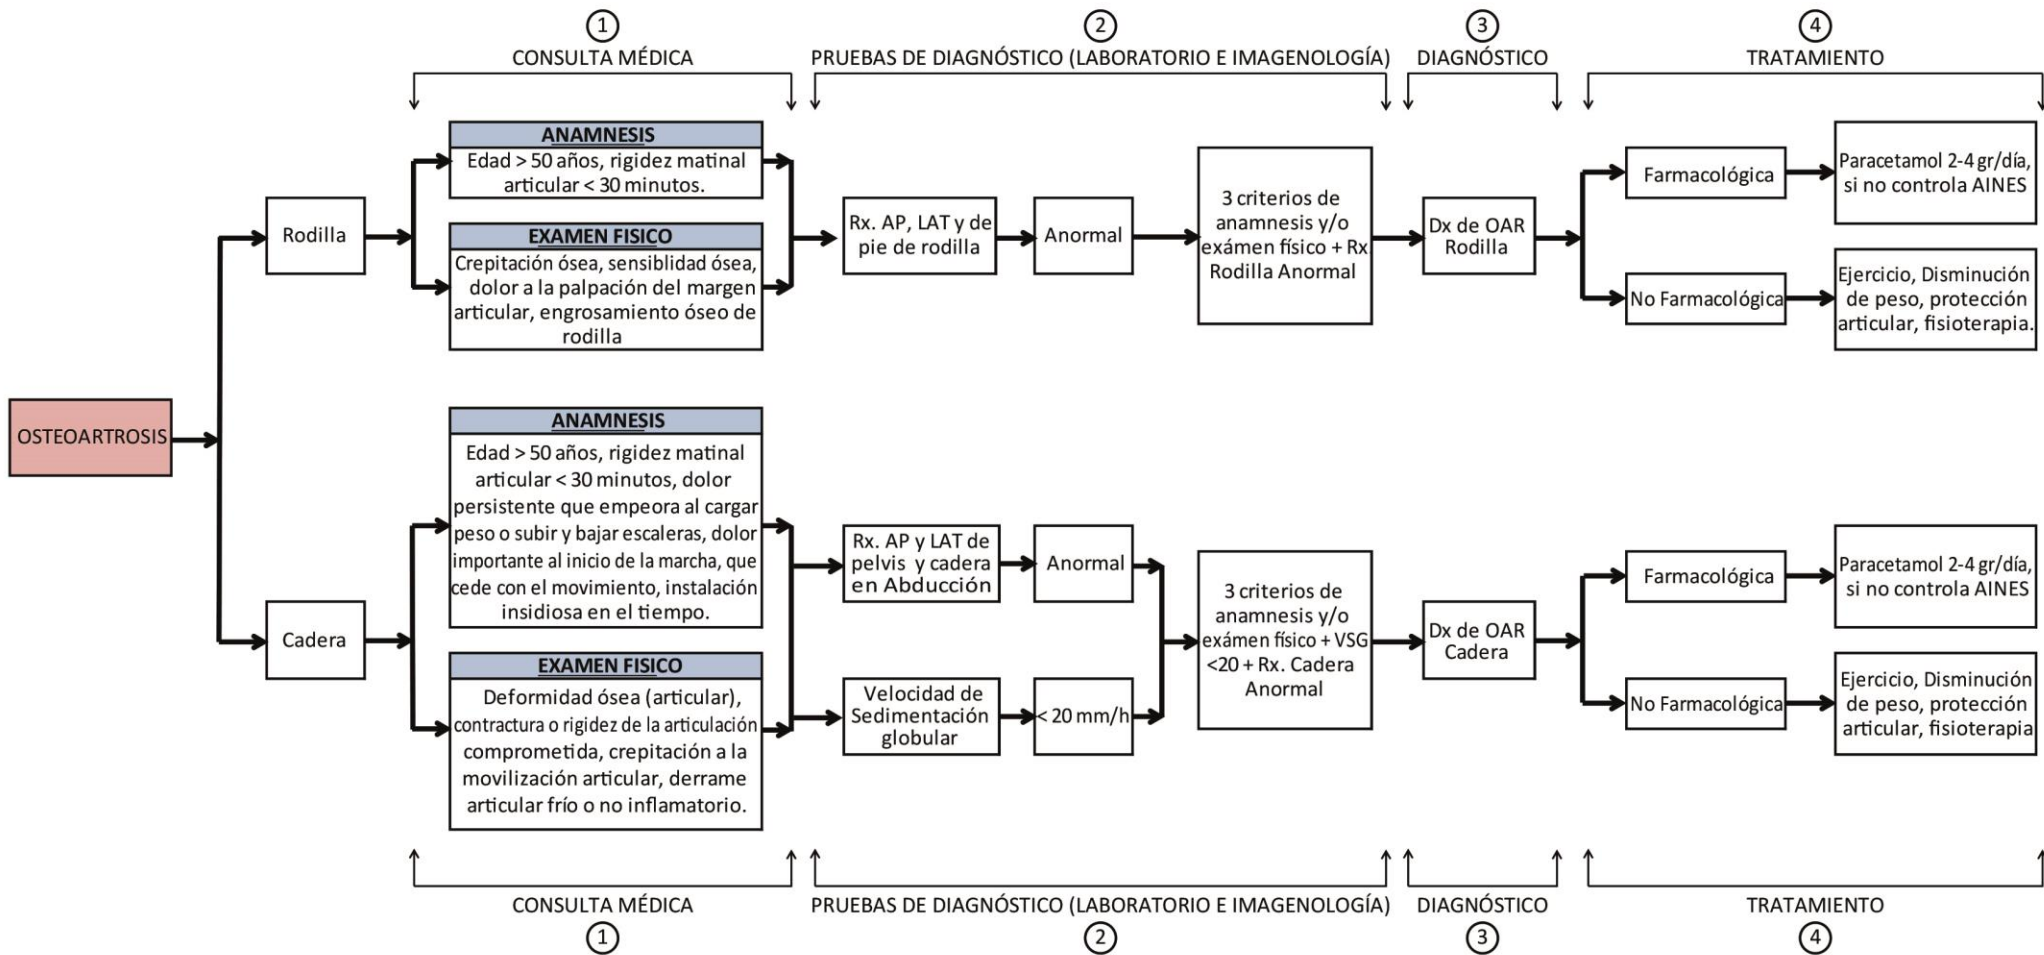 1
CONSULTA MÉDICA
2
PRUEBAS DE DIAGNÓSTICO (LABORATORIO E IMAGENOLOGÍA)
3
DIAGNÓSTICO
4
TRATAMIENTO
OSTEOARTROSIS
Rodilla
ANAMNESIS
Edad > 50 años, rigidez matinal
articular < 30 minutos.
EXAMEN FISICO
Crepitación ósea, sensiblidad ósea,
dolor a la palpación del margen
articular, engrosamiento óseo de
rodilla
Rx. AP, LAT y de
pie de rodilla
Anormal
3 criterios de
anamnesis y/o
exámen físico + Rx
Rodilla Anormal
Dx de OAR
Rodilla
Farmacológica
Paracetamol 2-4 gr/día,
si no controla AINES
No Farmacológica
Ejercicio, Disminución
de peso, protección
articular, fisioterapia.
Cadera
ANAMNESIS
Edad > 50 años, rigidez matinal
articular < 30 minutos, dolor
persistente que empeora al cargar
peso o subir y bajar escaleras, dolor
importante al inicio de la marcha, que
cede con el movimiento, instalación
insidiosa en el tiempo.
EXAMEN FISICO
Deformidad ósea (articular),
contractura o rigidez de la articulación
comprometida, crepitación a la
movilización articular, derrame
articular frío o no inflamatorio.
Rx. AP y LAT de
pelvis y cadera
en Abducción
Anormal
Velocidad de
Sedimentación
globular
< 20 mm/h
3 criterios de
anamnesis y/o
exámen físico + VSG
<20 + Rx. Cadera
Anormal
Dx de OAR
Cadera
Farmacológica
Paracetamol 2-4 gr/día,
si no controla AINES
No Farmacológica
Ejercicio, Disminución
de peso, protección
articular, fisioterapia
CONSULTA MÉDICA
1
PRUEBAS DE DIAGNÓSTICO (LABORATORIO E IMAGENOLOGÍA)
2
DIAGNÓSTICO
3
TRATAMIENTO
4